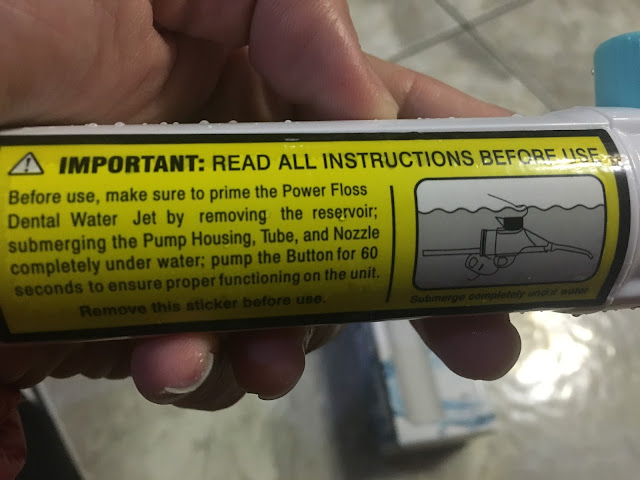 IMPORTANT: READ ALL INSTRUCTIONS BEFORE USE
Before use, make sure to prime the Power Floss
Dental Water Jet by removing the reservoir;
submerging the Pump Housing, Tube, and Nozzle
completely under water; pump the Button for 60
seconds to ensure proper functioning on the unit.
Remove this sticker before use.
Submerge completely under water